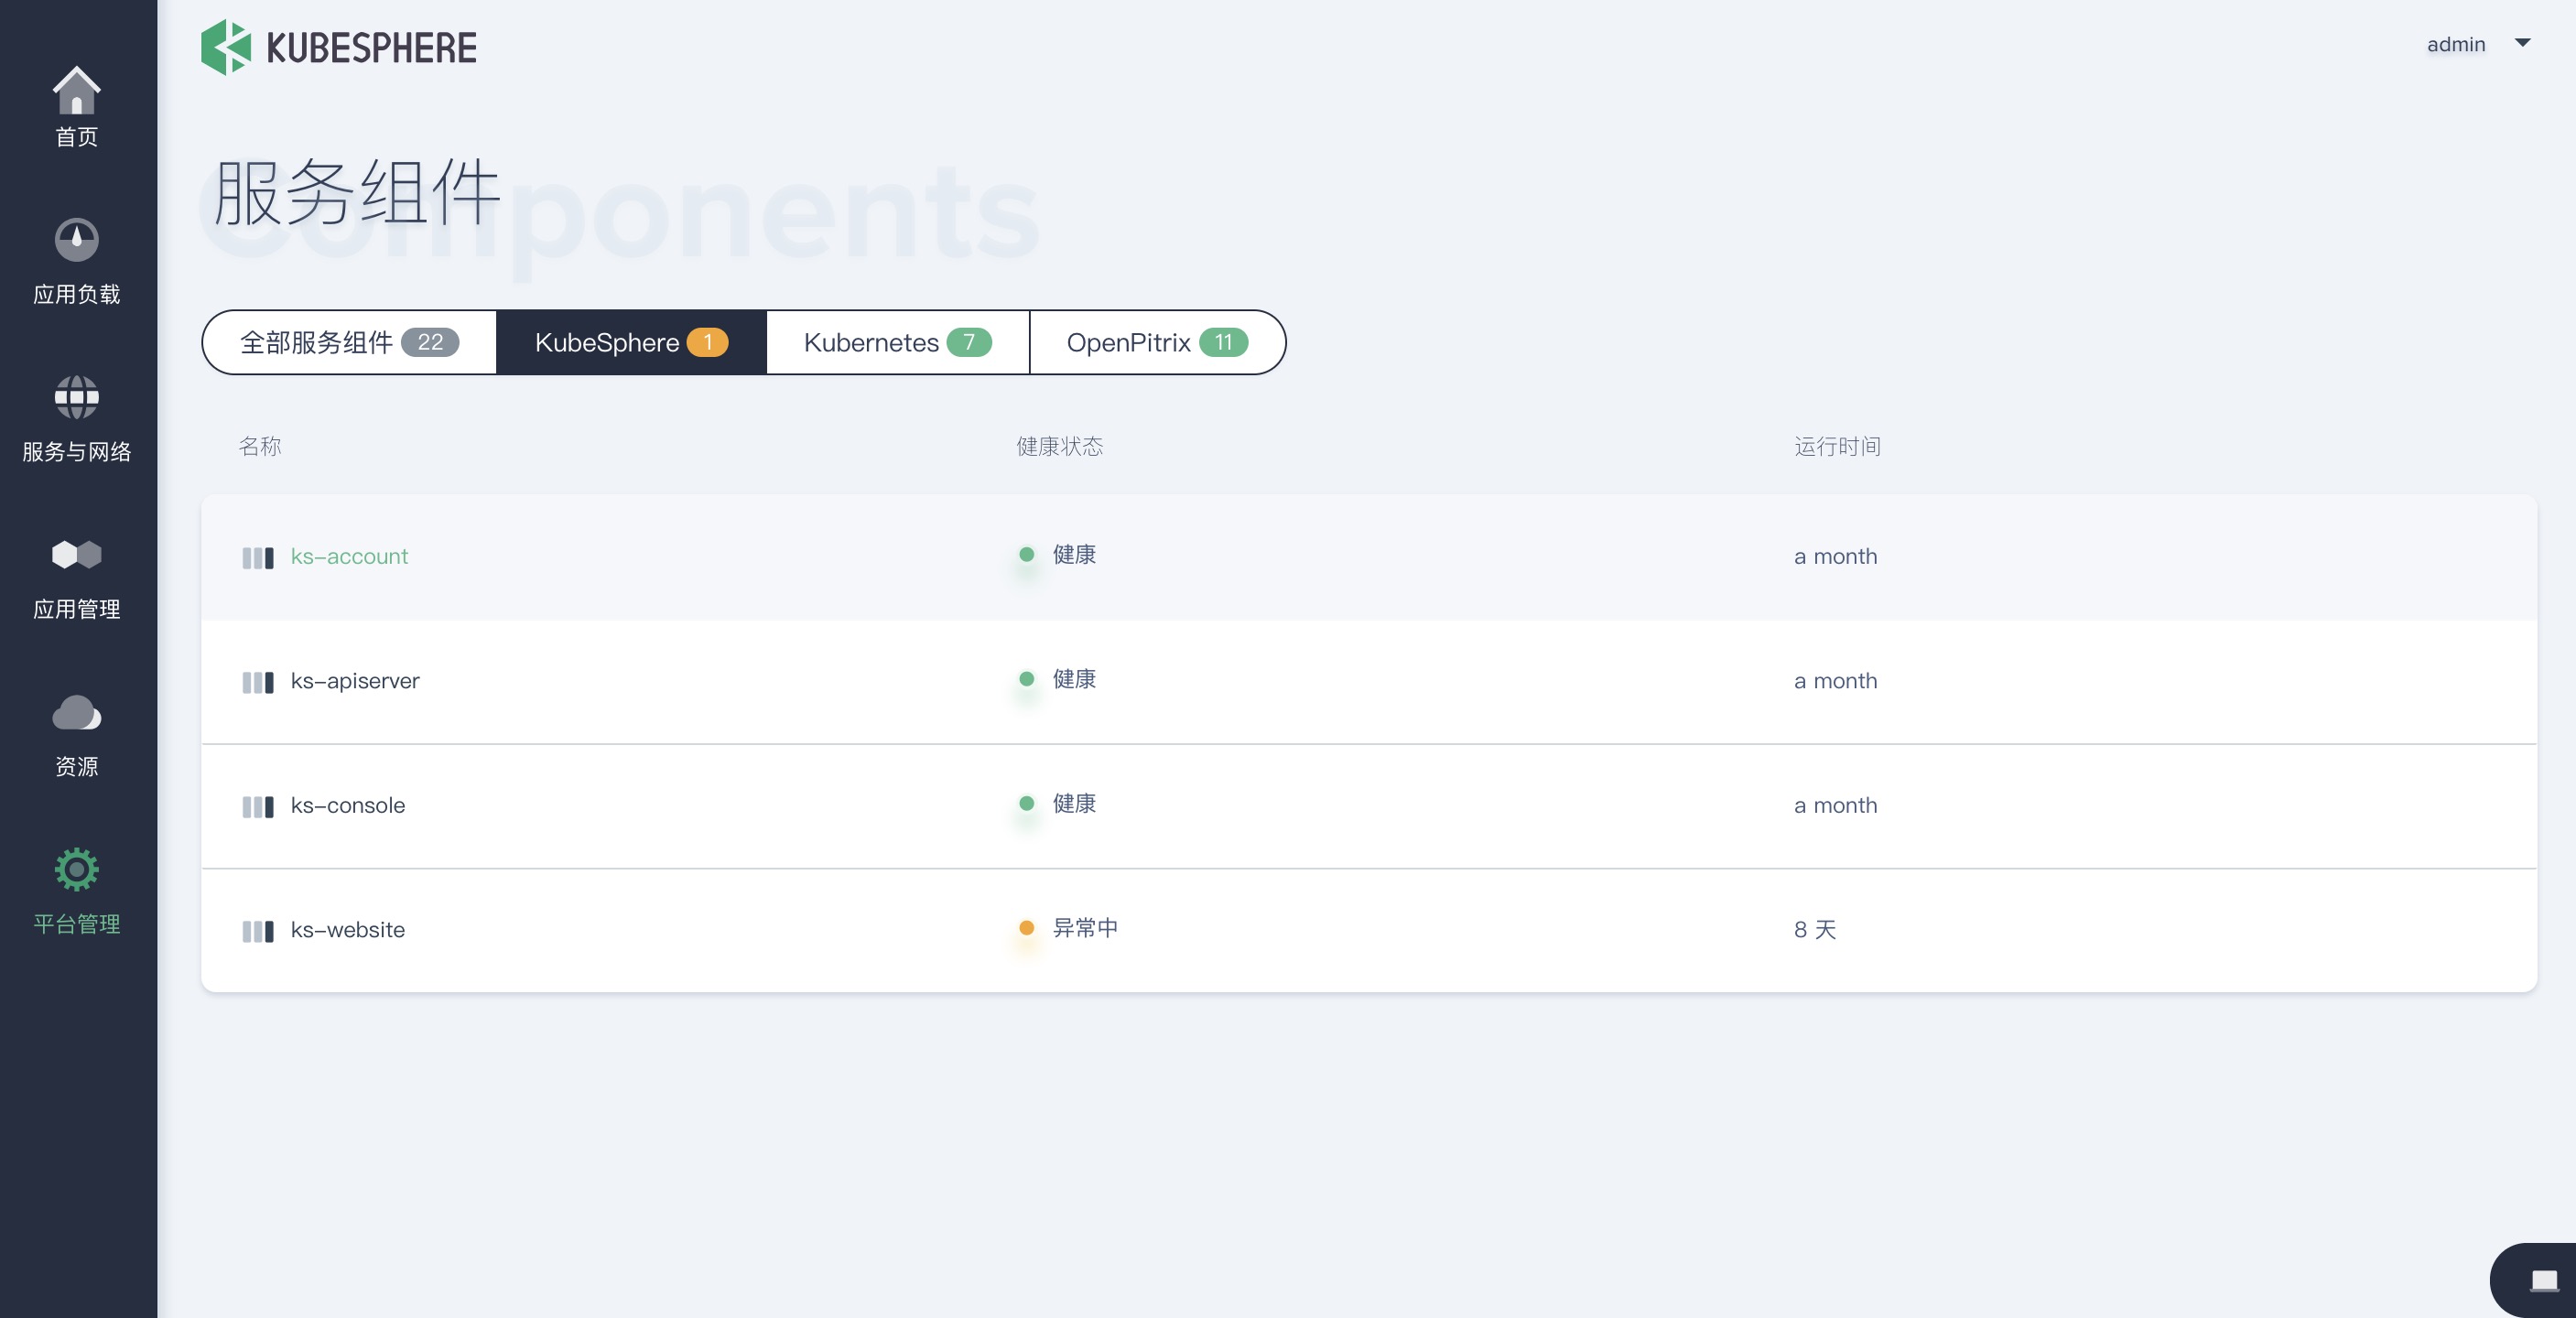 KUBESPHERE
admin
首页
应用负载
服务与网络
应用管理
资源
平台管理
Components
服务组件
全部服务组件 22 KubeSphere 1 Kubernetes 7 OpenPitrix 11
名称 健康状态 运行时间
ks-account 健康 a month
ks-apiserver 健康 a month
ks-console 健康 a month
ks-website 异常中 8 天